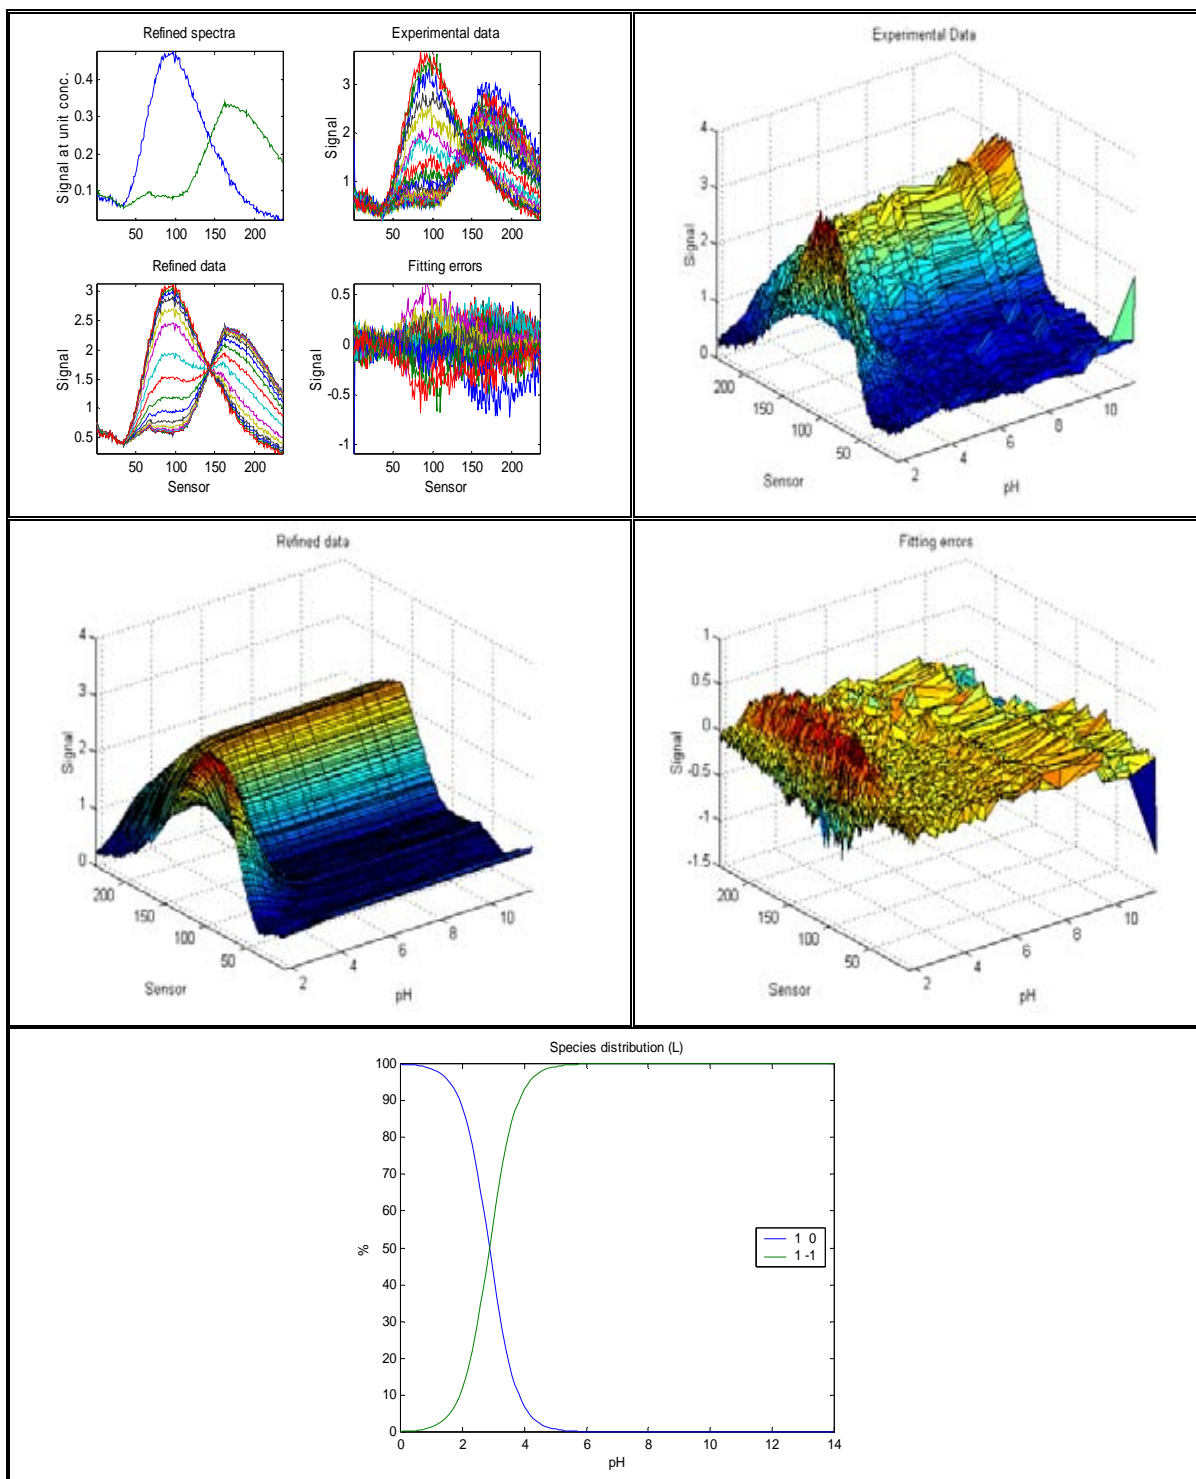 Refined spectra
Signal at unit conc.
0.4
0.3
0.2
0.1
50 100 150 200
Experimental data
Signal
3
2
1
50 100 150 200
Refined data
Signal
3
2.5
2
1.5
1
0.5
50 100 150 200
Sensor
Fitting errors
Signal
0.5
0
-0.5
-1
50 100 150 200
Sensor
Experimental Data
Signal
4
3
2
1
0
200
150
100
50
Sensor
2
4
6
8
10
pH
Refined data
Signal
4
3
2
1
0
200
150
100
50
Sensor
2
4
6
8
10
pH
Fitting errors
Signal
1
0.5
0
-0.5
-1
-1.5
200
150
100
50
Sensor
2
4
6
8
10
pH
Species distribution (L)
%
100
90
80
70
60
50
40
30
20
10
0
0 2 4 6 8 10 12 14
pH
1 0
1 -1